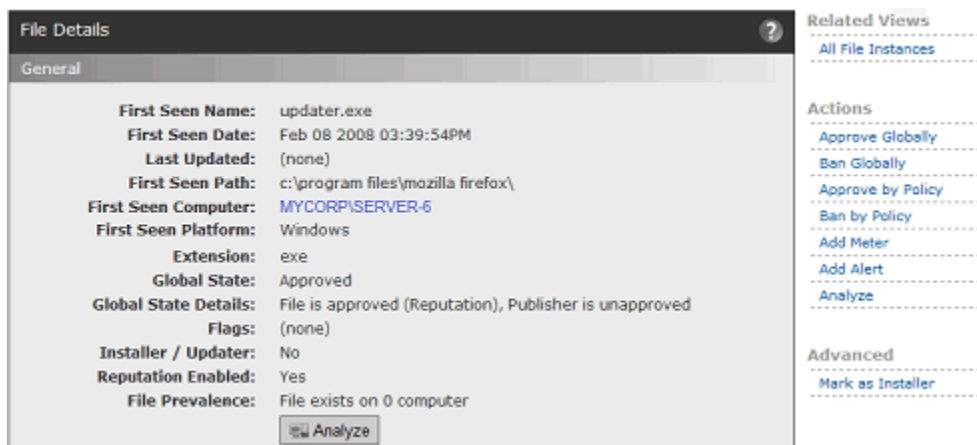 File Details
?
General
First Seen Name: updater.exe
First Seen Date: Feb 08 2008 03:39:54PM
Last Updated: (none)
First Seen Path: c:\program files\mozilla firefox\
First Seen Computer: MYCORP\SERVER-6
First Seen Platform: Windows
Extension: exe
Global State: Approved
Global State Details: File is approved (Reputation), Publisher is unapproved
Flags: (none)
Installer / Updater: No
Reputation Enabled: Yes
File Prevalence: File exists on 0 computer
Analyze
Related Views
All File Instances
Actions
Approve Globally
Ban Globally
Approve by Policy
Ban by Policy
Add Meter
Add Alert
Analyze
Advanced
Mark as Installer